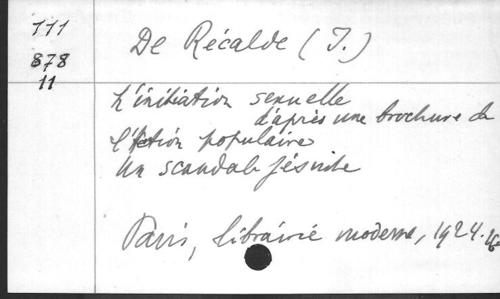 111
878
11
De Récalde (I.)
L'initiation sexuelle
d'après une brochure de
l'Action populaire
Un scandale jésuite
Paris, librairie moderne, 1924.